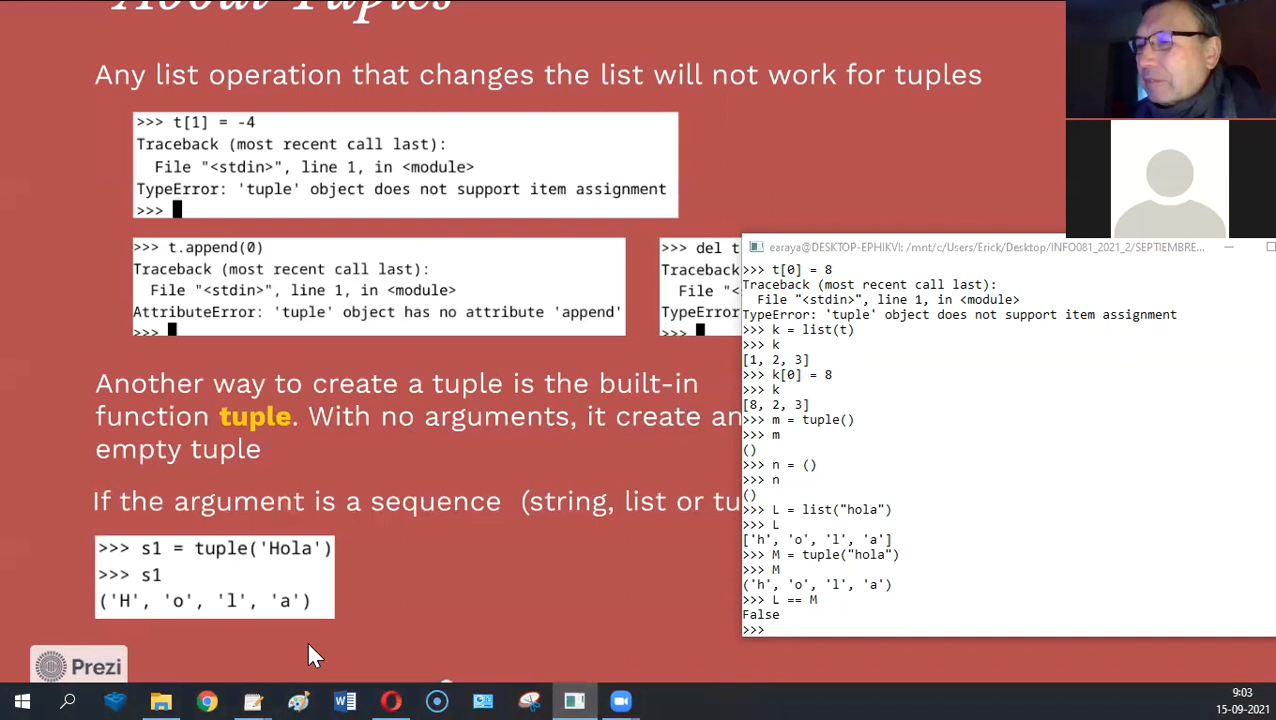 About Tuples
Any list operation that changes the list will not work for tuples
>>> t[1] = -4
Traceback (most recent call last):
File "<stdin>", line 1, in <module>
TypeError: 'tuple' object does not support item assignment
>>>
>>> t.append(0)
Traceback (most recent call last):
File "<stdin>", line 1, in <module>
AttributeError: 'tuple' object has no attribute 'append'
>>>
>>> del t
Traceback
File "<
TypeError
>>>
Another way to create a tuple is the built-in
function tuple. With no arguments, it create an
empty tuple
If the argument is a sequence (string, list or tu
>>> s1 = tuple('Hola')
>>> s1
('H', 'o', 'l', 'a')
Prezi
earaya@DESKTOP-EPHIKVI: /mnt/c/Users/Erick/Desktop/INFO081_2021_2/SEPTIEMBRE...
>>> t[0] = 8
Traceback (most recent call last):
File "<stdin>", line 1, in <module>
TypeError: 'tuple' object does not support item assignment
>>> k = list(t)
>>> k
[1, 2, 3]
>>> k[0] = 8
>>> k
[8, 2, 3]
>>> m = tuple()
>>> m
()
>>> n = ()
>>> n
()
>>> L = list("hola")
>>> L
['h', 'o', 'l', 'a']
>>> M = tuple("hola")
>>> M
('h', 'o', 'l', 'a')
>>> L == M
False
>>>
9:03
15-09-2021